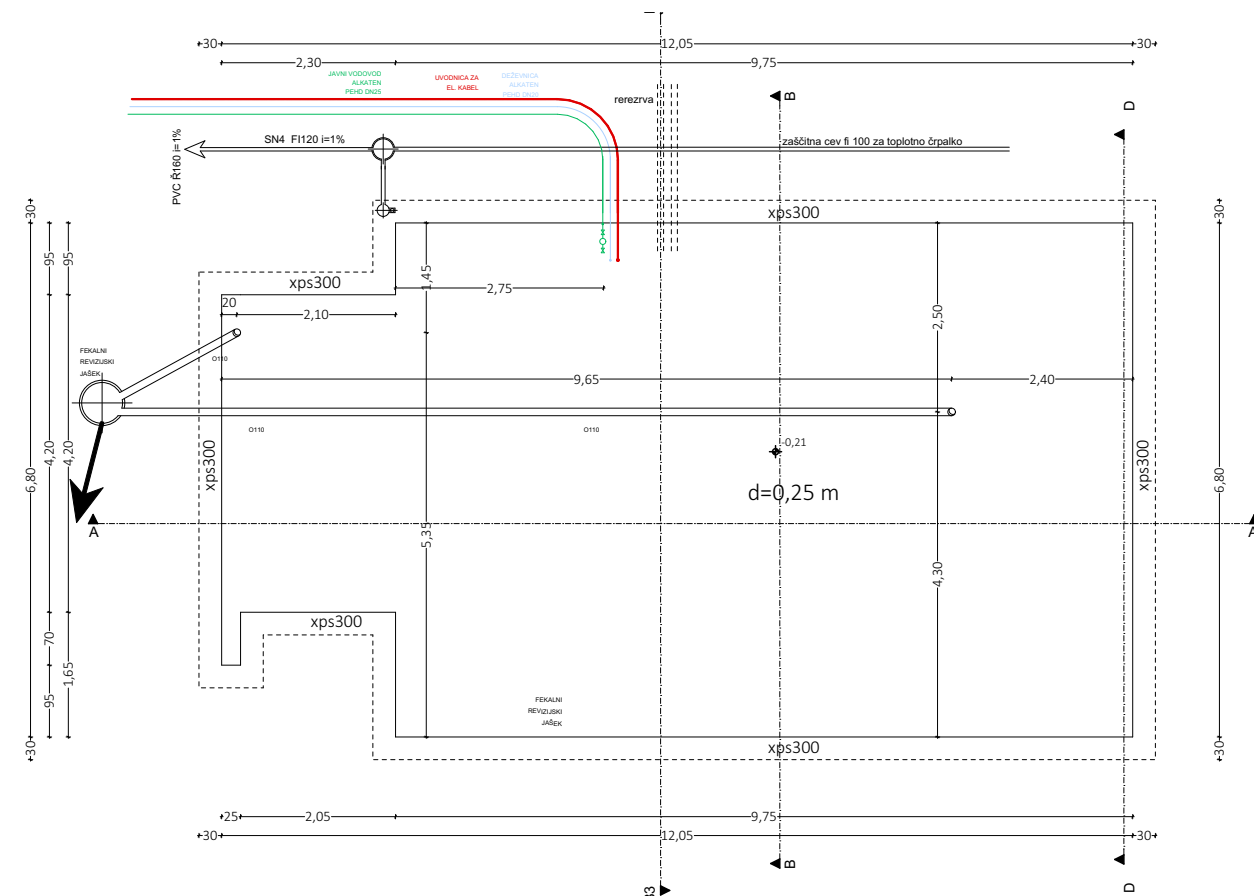 30
12,05
30
2,30
9,75
JAVNI VODOVOD
ALKATEN
PEHD DN25
UVODNICA ZA
EL. KABEL
DEŽEVNICA
ALKATEN
PEHD DN20
rerezrva
B
D
PVC Ř160 i=1%
SN4 FI120 i=1%
zaščitna cev fi 100 za toplotno črpalko
30
30
xps300
95
95
1,45
xps300
2,75
2,50
20
2,10
FEKALNI
REVIZIJSKI
JAŠEK
O110
9,65
2,40
O110
O110
-0,21
6,80
4,20
4,20
xps300
d=0,25 m
xps300
6,80
A
A
5,35
4,30
xps300
70
1,65
95
FEKALNI
REVIZIJSKI
JAŠEK
30
xps300
30
25
2,05
9,75
30
12,05
30
B
D